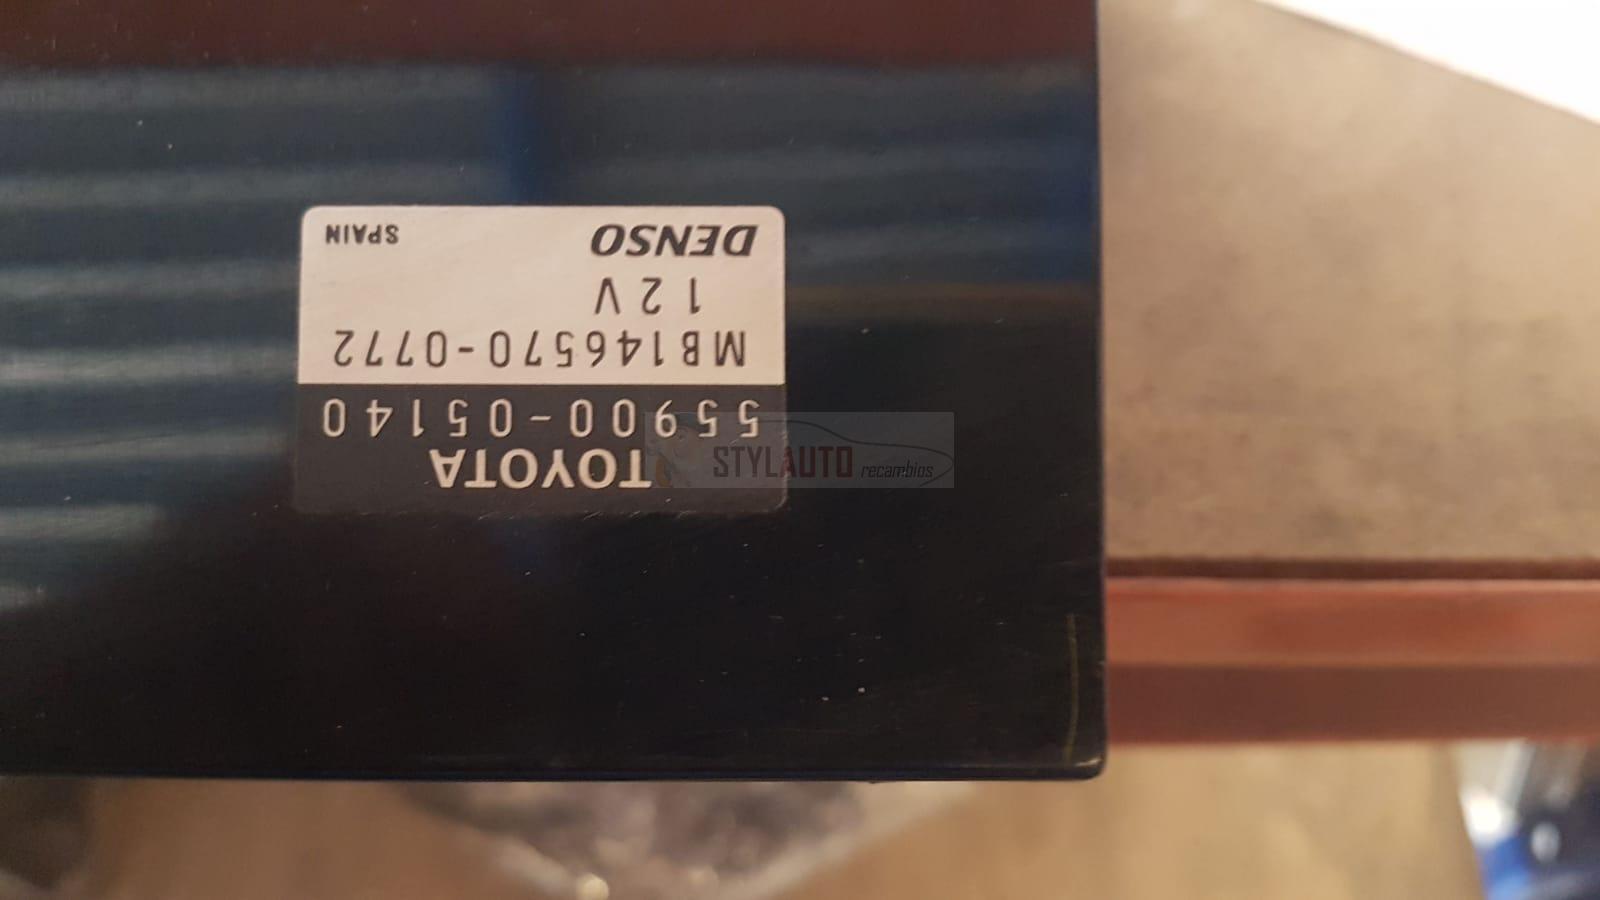 TOYOTA
55900-05140
MB146570-0772
12V
DENSO SPAIN
STYLAUTO recambios